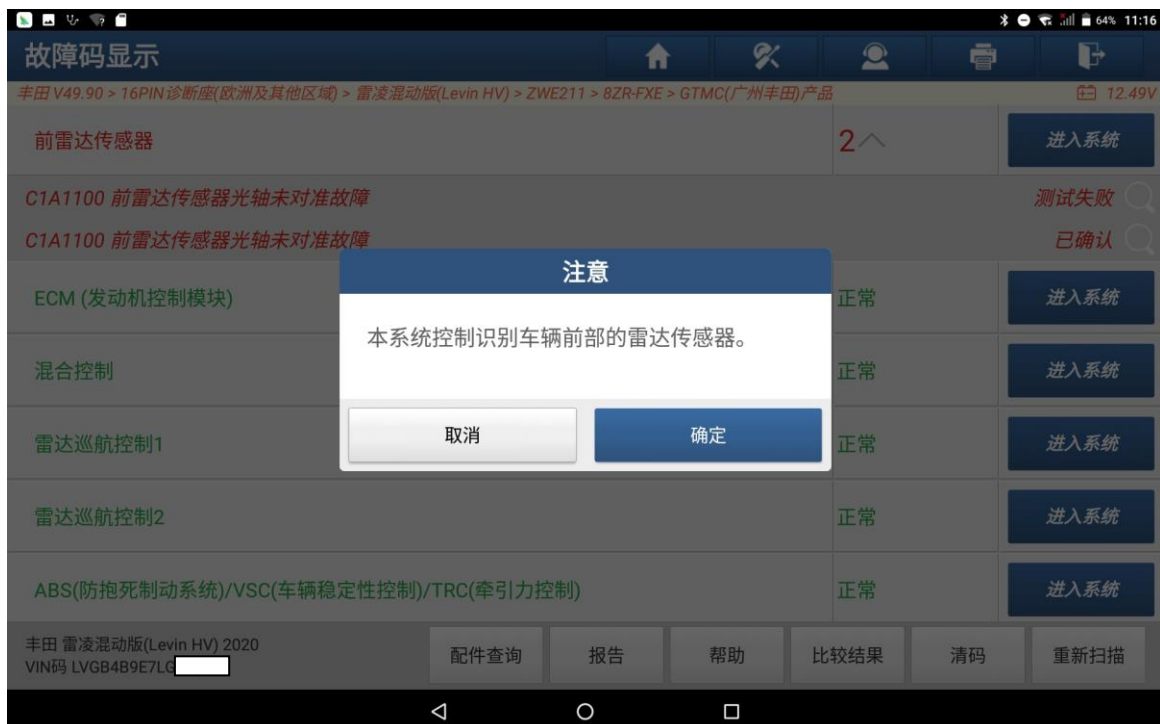 64% 11:16
故障码显示
丰田 V49.90 > 16PIN诊断座(欧洲及其他区域) > 雷凌混动版(Levin HV) > ZWE211 > 8ZR-FXE > GTMC(广州丰田)产品 12.49V
前雷达传感器 2 进入系统
C1A1100 前雷达传感器光轴未对准故障 测试失败
C1A1100 前雷达传感器光轴未对准故障 已确认
注意
ECM (发动机控制模块) 正常 进入系统
本系统控制识别车辆前部的雷达传感器。
混合控制 正常 进入系统
取消 确定
雷达巡航控制1 正常 进入系统
雷达巡航控制2 正常 进入系统
ABS(防抱死制动系统)/VSC(车辆稳定性控制)/TRC(牵引力控制) 正常 进入系统
丰田 雷凌混动版(Levin HV) 2020
VIN码 LVGB4B9E7LG
配件查询 报告 帮助 比较结果 清码 重新扫描